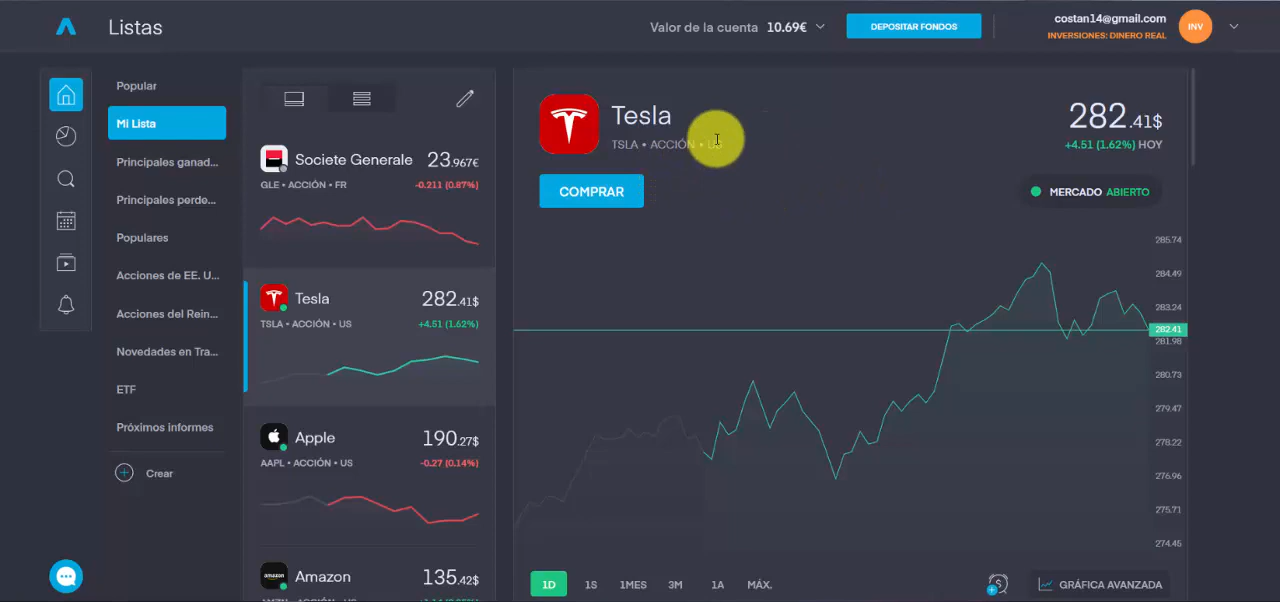 Listas
Valor de la cuenta 10.69€
DEPOSITAR FONDOS
costan14@gmail.com
INVERSIONES: DINERO REAL
INV
Popular
Mi Lista
Principales ganad...
Principales perde...
Populares
Acciones de EE. U...
Acciones del Rein...
Novedades en Tra...
ETF
Próximos informes
Crear
Societe Generale 23.967€
GLE • ACCIÓN • FR -0.211 (0.87%)
Tesla 282.41$
TSLA • ACCIÓN • US +4.51 (1.62%)
Apple 190.27$
AAPL • ACCIÓN • US -0.27 (0.14%)
amazon
Amazon 135.42$
Tesla
TSLA • ACCIÓN • US
282.41$
+4.51 (1.62%) HOY
COMPRAR
MERCADO ABIERTO
285.74
284.49
283.24
282.41
281.98
280.73
279.47
278.22
276.96
275.71
274.45
1D 1S 1MES 3M 1A MÁX.
GRÁFICA AVANZADA